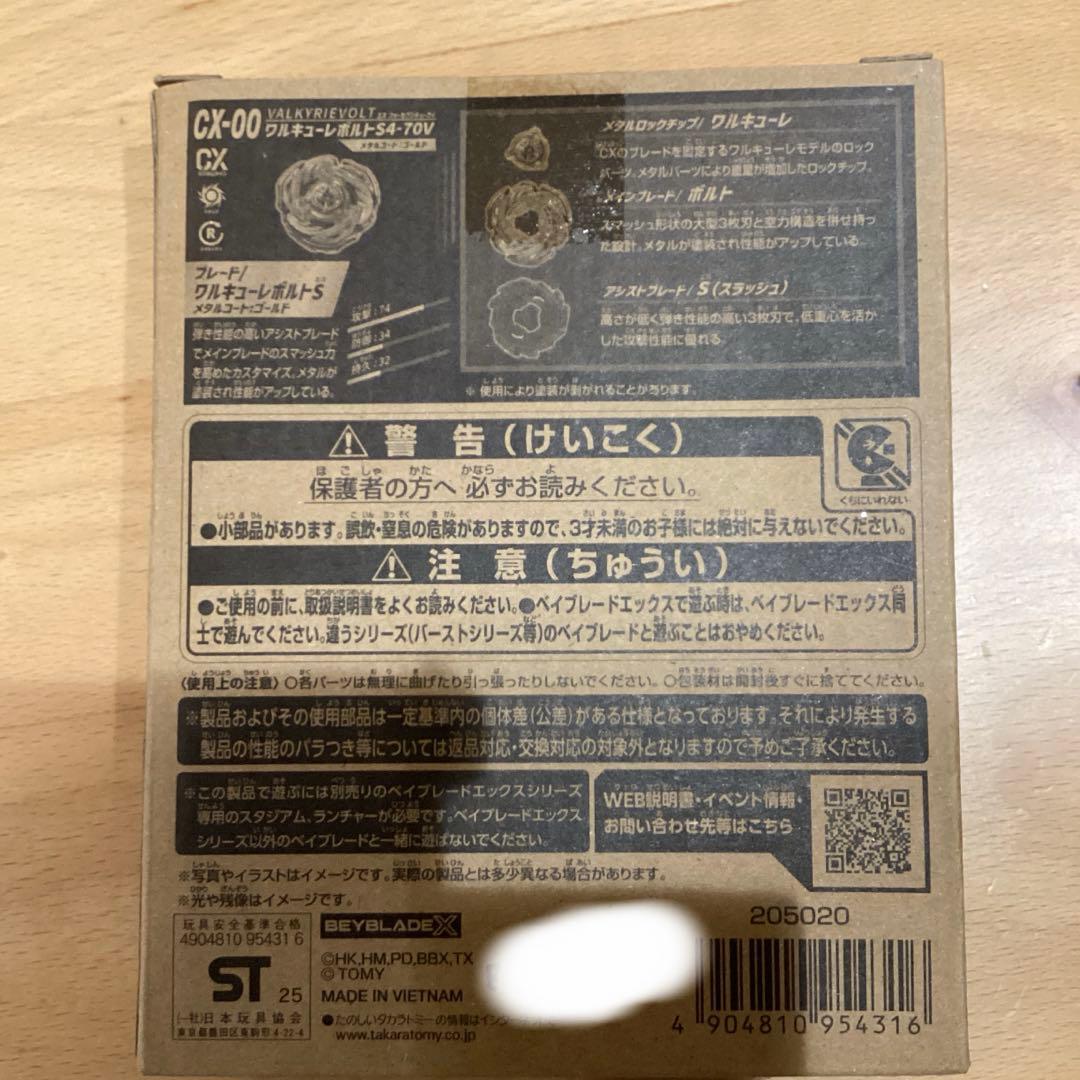 CX-00
VALKYRIEVOLT
ワルキューレボルトS4-70V
メタルコート:ゴールド
CX
R
ブレード/
ワルキューレボルトS
メタルコート:ゴールド
弾き性能の高いアシストブレード
でメインブレードのスマッシュ力
を高めたカスタマイズ。メタルが
塗装され性能がアップしている。
攻撃:74
防御:34
持久:32
メタルロックチップ/ ワルキューレ
CXのブレードを固定するワルキューレモデルのロック
パーツ。メタルパーツにより重量が増加したロックチップ。
メインブレード/ ボルト
スマッシュ形状の大型3枚刃と空力構造を併せ持っ
た設計。メタルが塗装され性能がアップしている。
アシストブレード/ S(スラッシュ)
高さが低く弾き性能の高い3枚刃で、低重心を活か
した攻撃性能に優れる。
※使用により塗装が剥がれることがあります。
警告(けいこく)
保護者の方へ 必ずお読みください。
●小部品があります。誤飲・窒息の危険がありますので、3才未満のお子様には絶対に与えないでください。
くちにいれない
注意(ちゅうい)
●ご使用の前に、取扱説明書をよくお読みください。●ベイブレードエックスで遊ぶ時は、ベイブレードエックス同
士で遊んでください。違うシリーズ(バーストシリーズ等)のベイブレードと遊ぶことはおやめください。
〈使用上の注意〉○各パーツは無理に曲げたり引っ張ったりしないでください。○包装材は開封後すぐに捨ててください。
※製品およびその使用部品は一定基準内の個体差(公差)がある仕様となっております。それにより発生する
製品の性能のバラつき等については返品対応・交換対応の対象外となりますので予めご了承ください。
※この製品で遊ぶには別売りのベイブレードエックスシリーズ
専用のスタジアム、ランチャーが必要です。ベイブレードエックス
シリーズ以外のベイブレードと一緒に遊ばないでください。
WEB説明書・イベント情報・
お問い合わせ先等はこちら
※写真やイラストはイメージです。実際の製品とは多少異なる場合があります。
※光や残像はイメージです。
玩具安全基準合格
4904810 95431 6
ST 25
(一社)日本玩具協会
東京都墨田区東駒形4-22-4
BEYBLADE X
©HK,HM,PD,BBX,TX
© TOMY
MADE IN VIETNAM
●たのしいタカラトミーの情報はインター
www.takaratomy.co.jp
205020
4 904810 954316